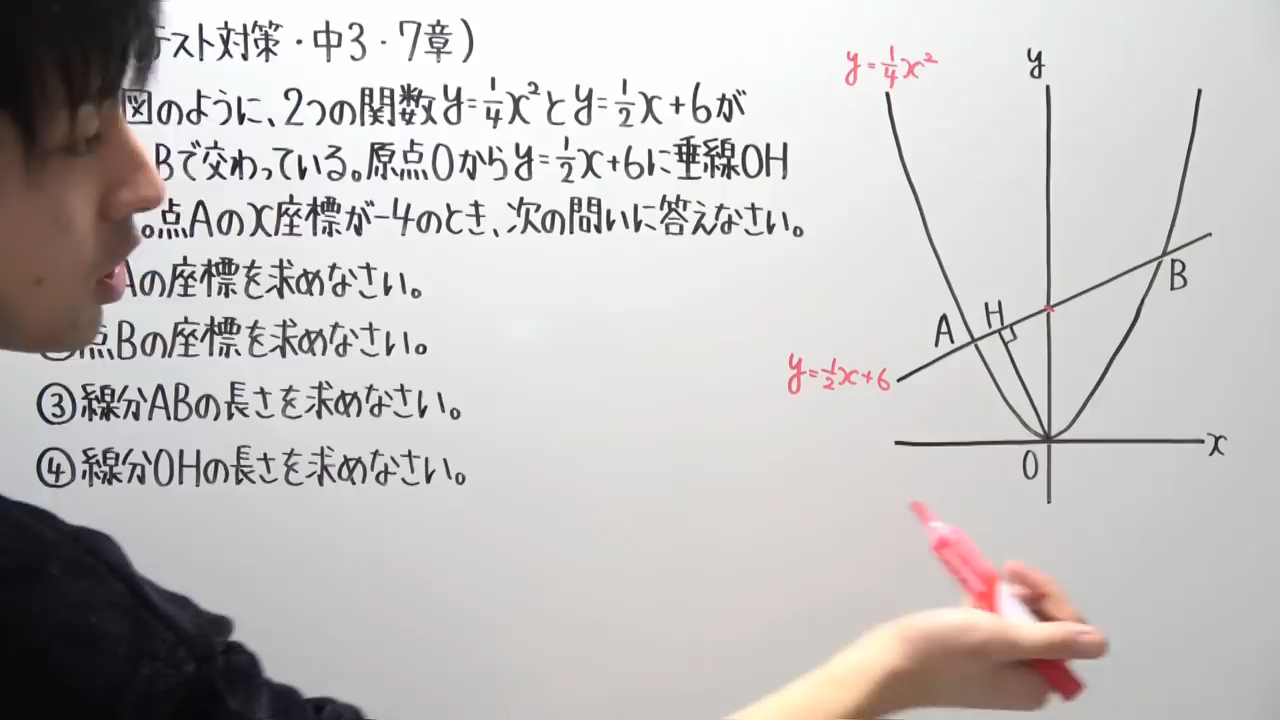 スト対策・中3・7章)
図のように、2つの関数y=1/4x²とy=1/2x+6が
Bで交わっている。原点Oからy=1/2x+6に垂線OH
。点Aのx座標が-4のとき、次の問いに答えなさい。
Aの座標を求めなさい。
点Bの座標を求めなさい。
③線分ABの長さを求めなさい。
④線分OHの長さを求めなさい。
y=1/4x²
y
B
H
A
y=1/2x+6
x
O